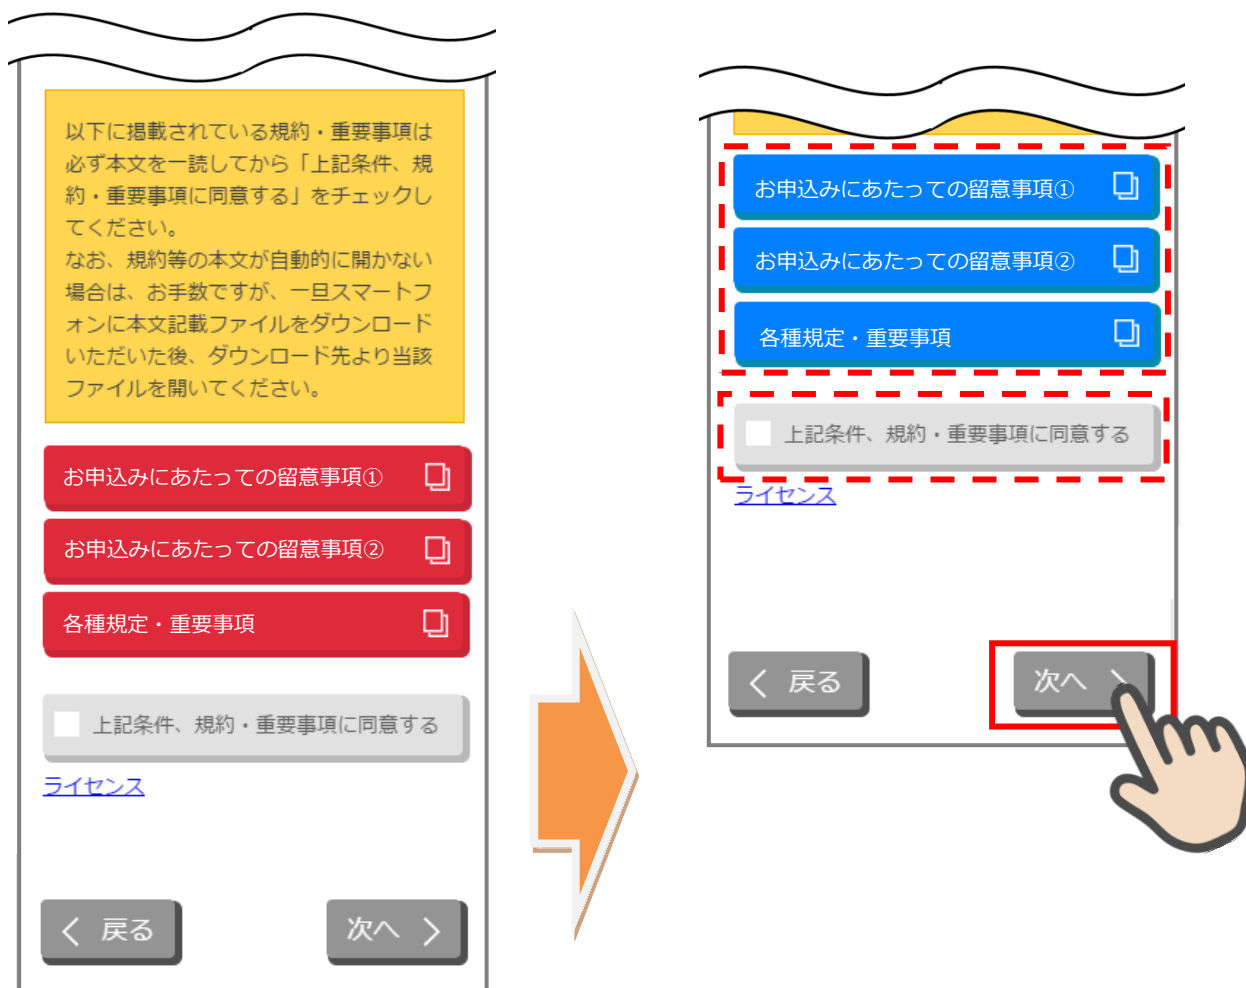 以下に掲載されている規約・重要事項は
必ず本文を一読してから「上記条件、規
約・重要事項に同意する」をチェックし
てください。
なお、規約等の本文が自動的に開かない
場合は、お手数ですが、一旦スマートフ
ォンに本文記載ファイルをダウンロード
いただいた後、ダウンロード先より当該
ファイルを開いてください。
お申込みにあたっての留意事項①
お申込みにあたっての留意事項②
各種規定・重要事項
上記条件、規約・重要事項に同意する
ライセンス
戻る
次へ
お申込みにあたっての留意事項①
お申込みにあたっての留意事項②
各種規定・重要事項
上記条件、規約・重要事項に同意する
ライセンス
戻る
次へ